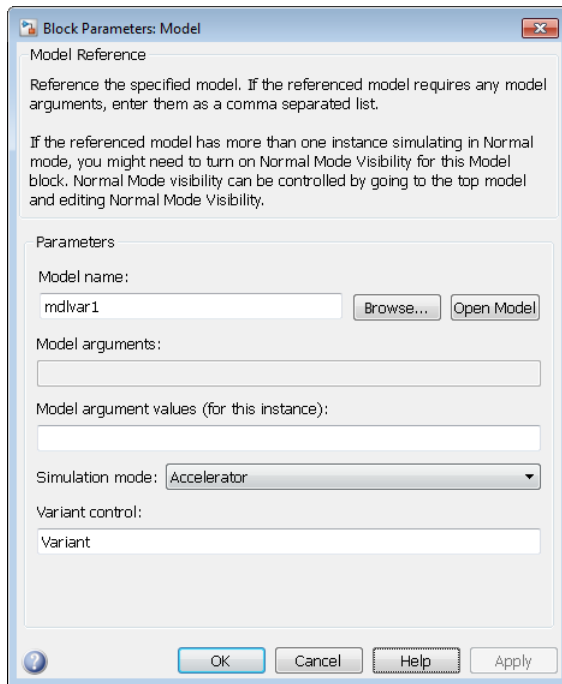 Block Parameters: Model
Model Reference
Reference the specified model. If the referenced model requires any model
arguments, enter them as a comma separated list.
If the referenced model has more than one instance simulating in Normal
mode, you might need to turn on Normal Mode Visibility for this Model
block. Normal Mode visibility can be controlled by going to the top model
and editing Normal Mode Visibility.
Parameters
Model name:
mdlvar1 Browse... Open Model
Model arguments:
Model argument values (for this instance):
Simulation mode: Accelerator
Variant control:
Variant
? OK Cancel Help Apply